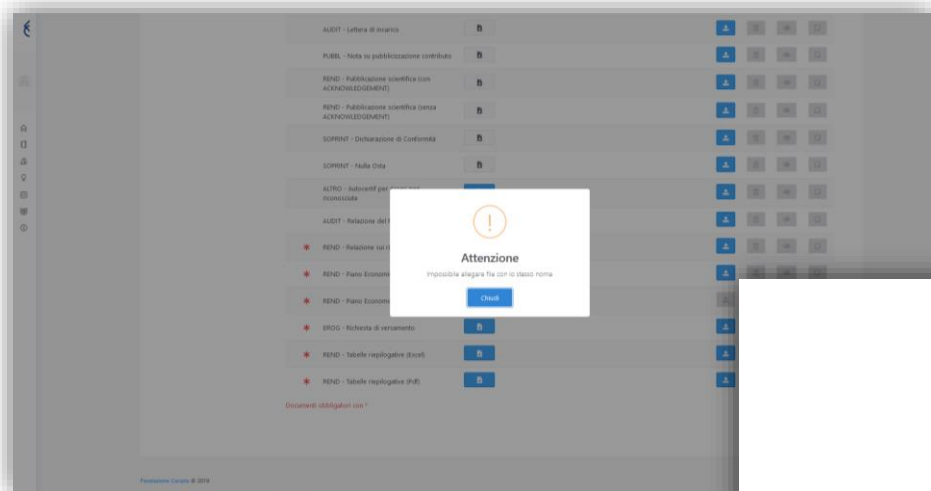 AUDIT - Lettera di incarico
PUBBL - Nota su pubblicizzazione contributo
REND - Pubblicazione scientifica (con
ACKNOWLEDGEMENT)
REND - Pubblicazione scientifica (senza
ACKNOWLEDGEMENT)
SOPRINT - Dichiarazione di Conformità
SOPRINT - Nulla Osta
ALTRO - Autocertif per
riconosciuta
AUDIT - Relazione del
* REND - Relazione sui
* REND - Piano Econom
* REND - Piano Econom
* EROG - Richiesta di versamento
* REND - Tabelle riepilogative (Excel)
* REND - Tabelle riepilogative (Pdf)
Documenti obbligatori con *
Attenzione
Impossibile allegare file con lo stesso nome
Chiudi
Fondazione Cariplo © 2018